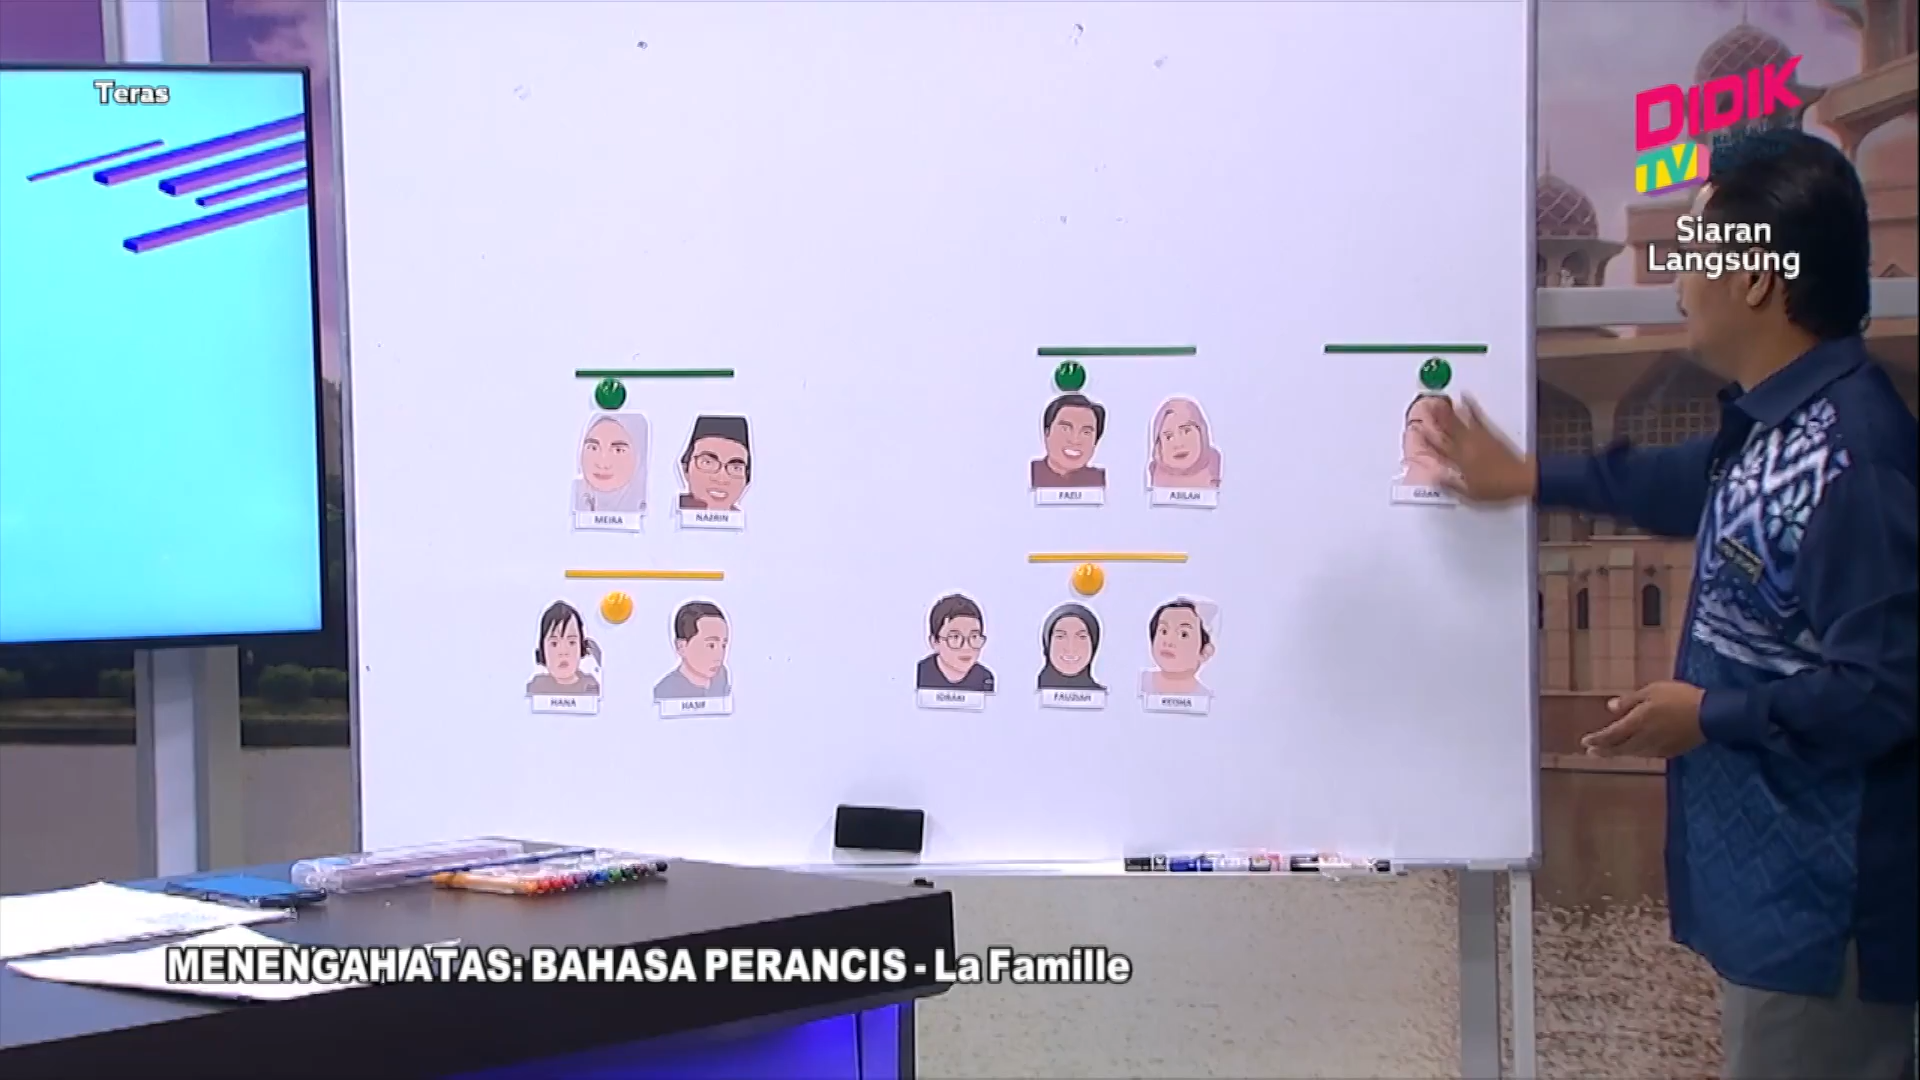 Teras
DIDIK
TV
Siaran
Langsung
MEIRA
NAZRIN
ASILAH
HANA
HASIF
IDRAKI
FAUZIAH
KEISHA
MENENGAH ATAS: BAHASA PERANCIS - La Famille